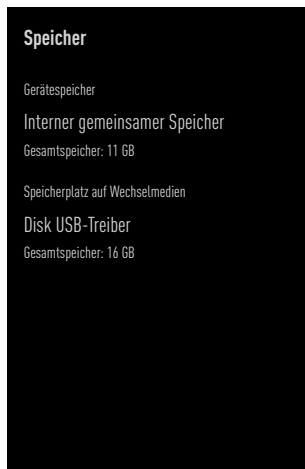 Speicher
Gerätespeicher
Interner gemeinsamer Speicher
Gesamtspeicher: 11 GB
Speicherplatz auf Wechselmedien
Disk USB-Treiber
Gesamtspeicher: 16 GB